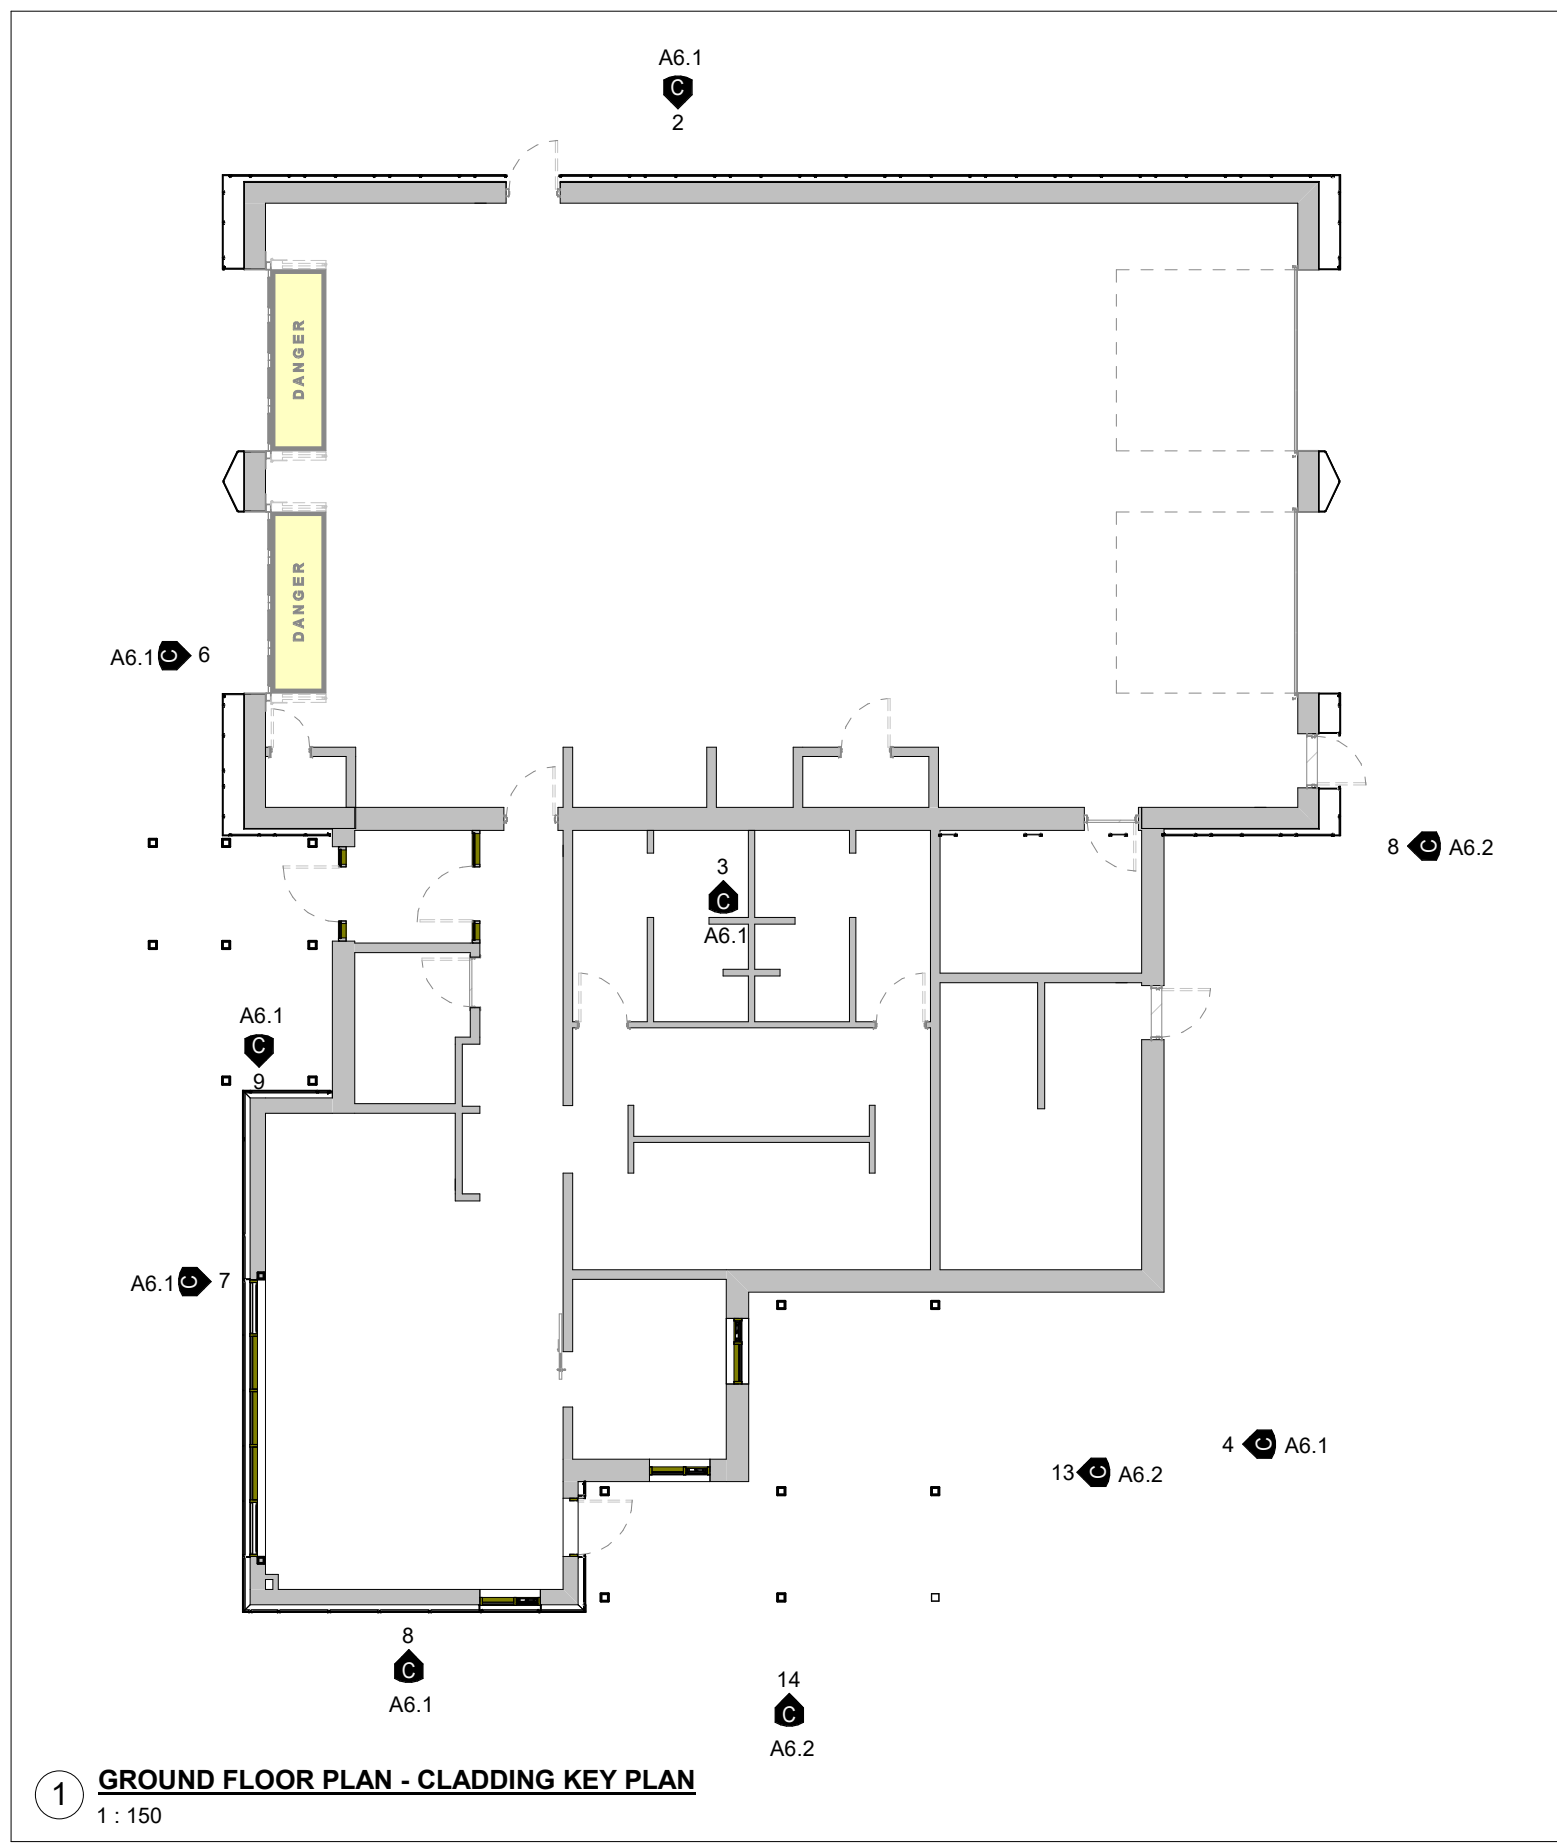 A6.1
C
2
DANGER
DANGER
A6.1 C 6
3
C
A6.1
8 C A6.2
A6.1
C
9
A6.1 C 7
4 C A6.1
13 C A6.2
8
C
A6.1
14
C
A6.2
1 GROUND FLOOR PLAN - CLADDING KEY PLAN
1 : 150